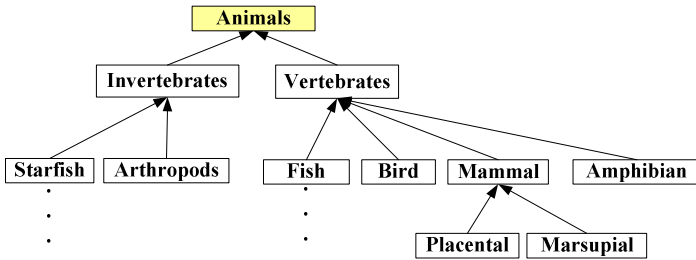 Animals
Invertebrates
Vertebrates
Starfish
Arthropods
Fish
Bird
Mammal
Amphibian
Placental
Marsupial